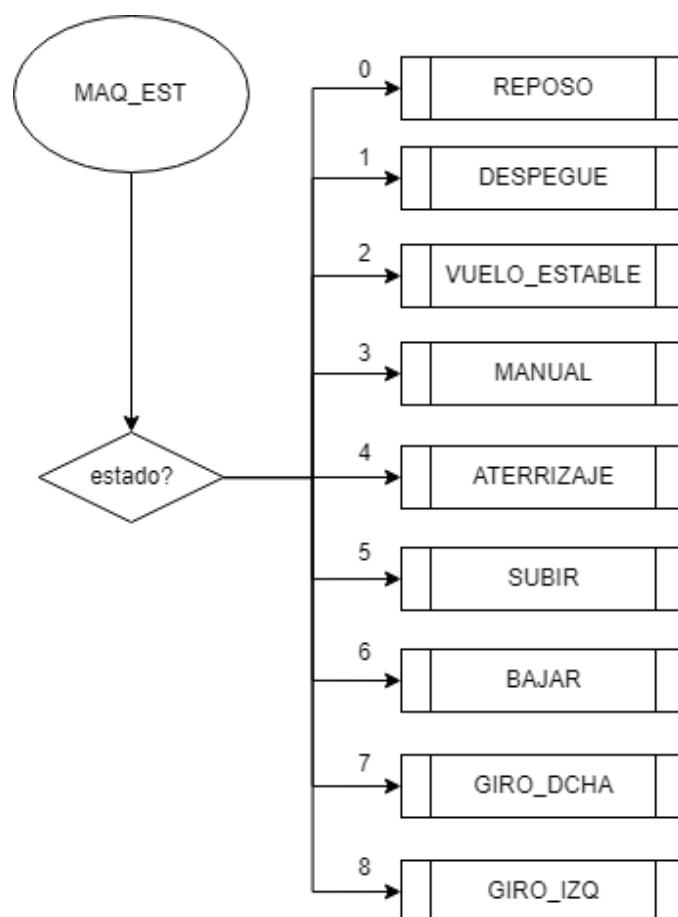 MAQ_EST
estado?
0
REPOSO
1
DESPEGUE
2
VUELO_ESTABLE
3
MANUAL
4
ATERRIZAJE
5
SUBIR
6
BAJAR
7
GIRO_DCHA
8
GIRO_IZQ